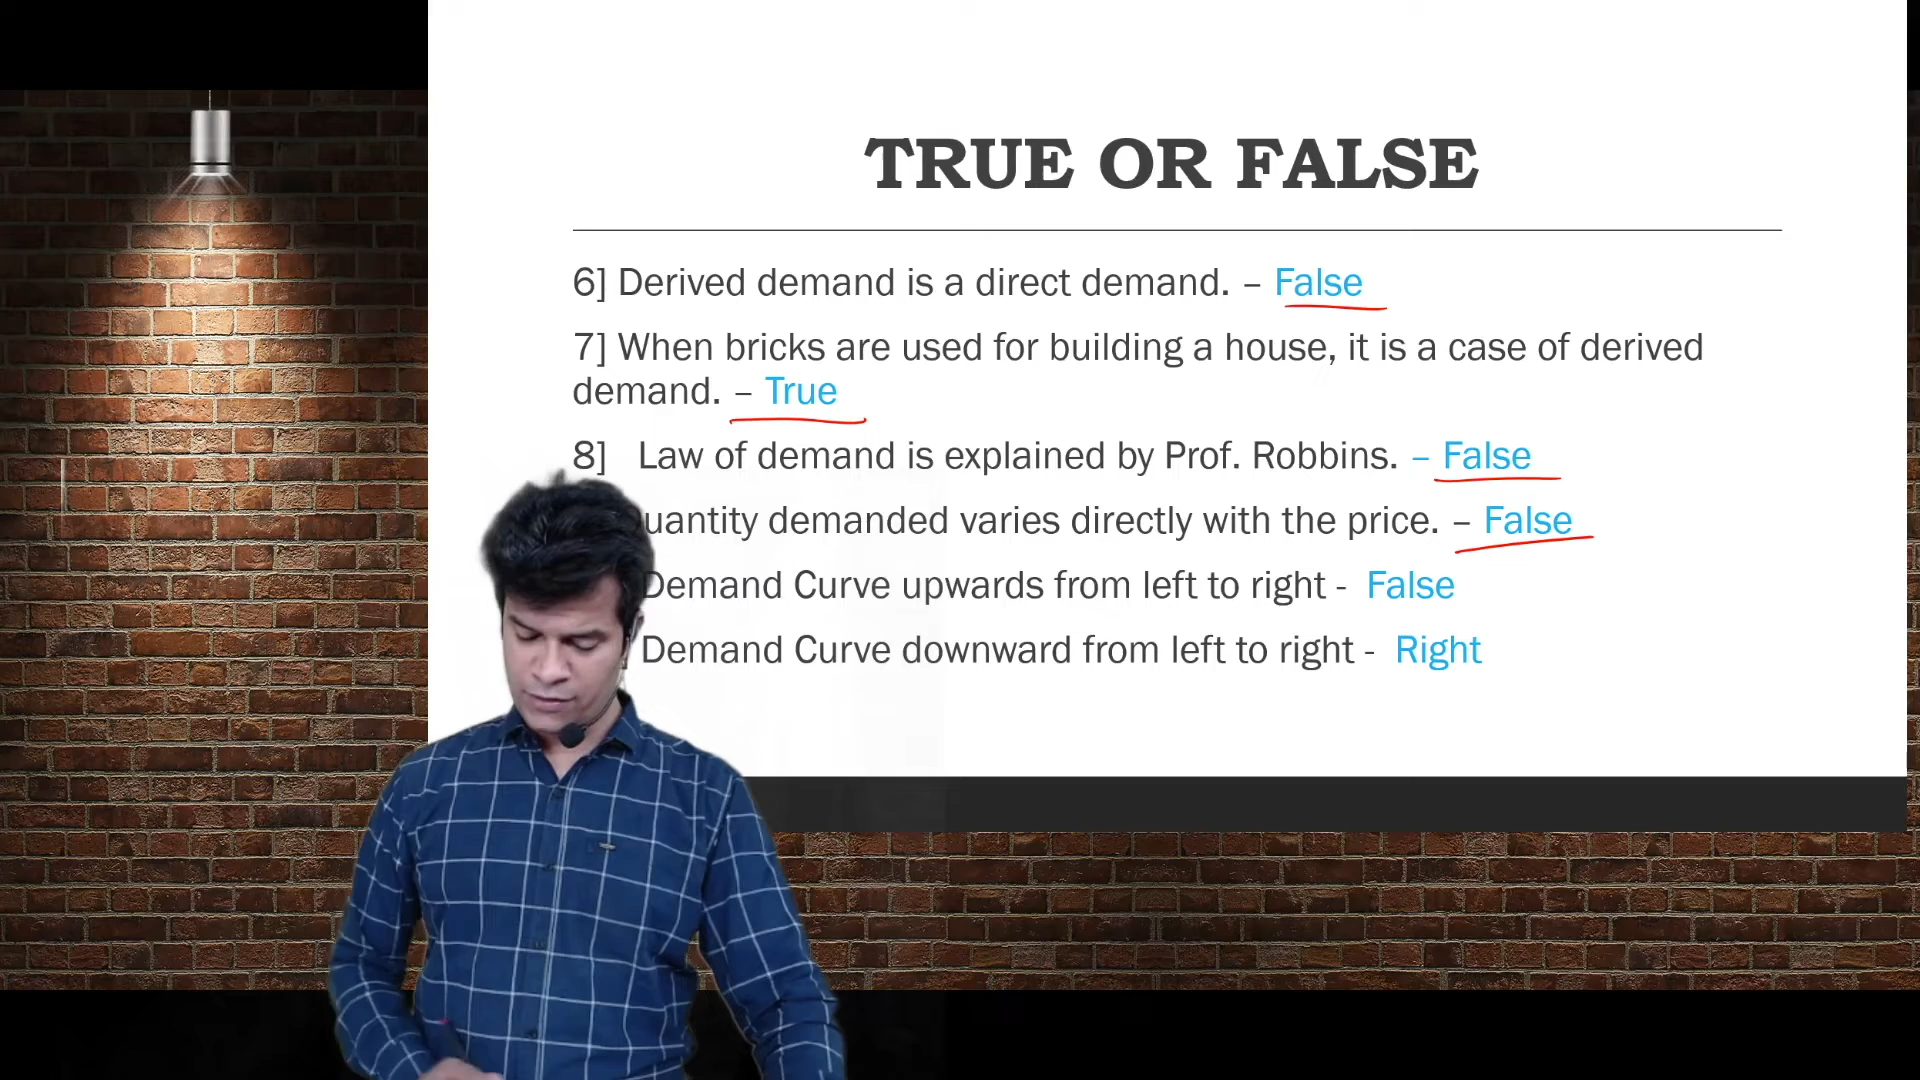 TRUE OR FALSE
6] Derived demand is a direct demand. – False
7] When bricks are used for building a house, it is a case of derived
demand. – True
8] Law of demand is explained by Prof. Robbins. – False
demanded varies directly with the price. – False
Demand Curve upwards from left to right - False
Demand Curve downward from left to right - Right